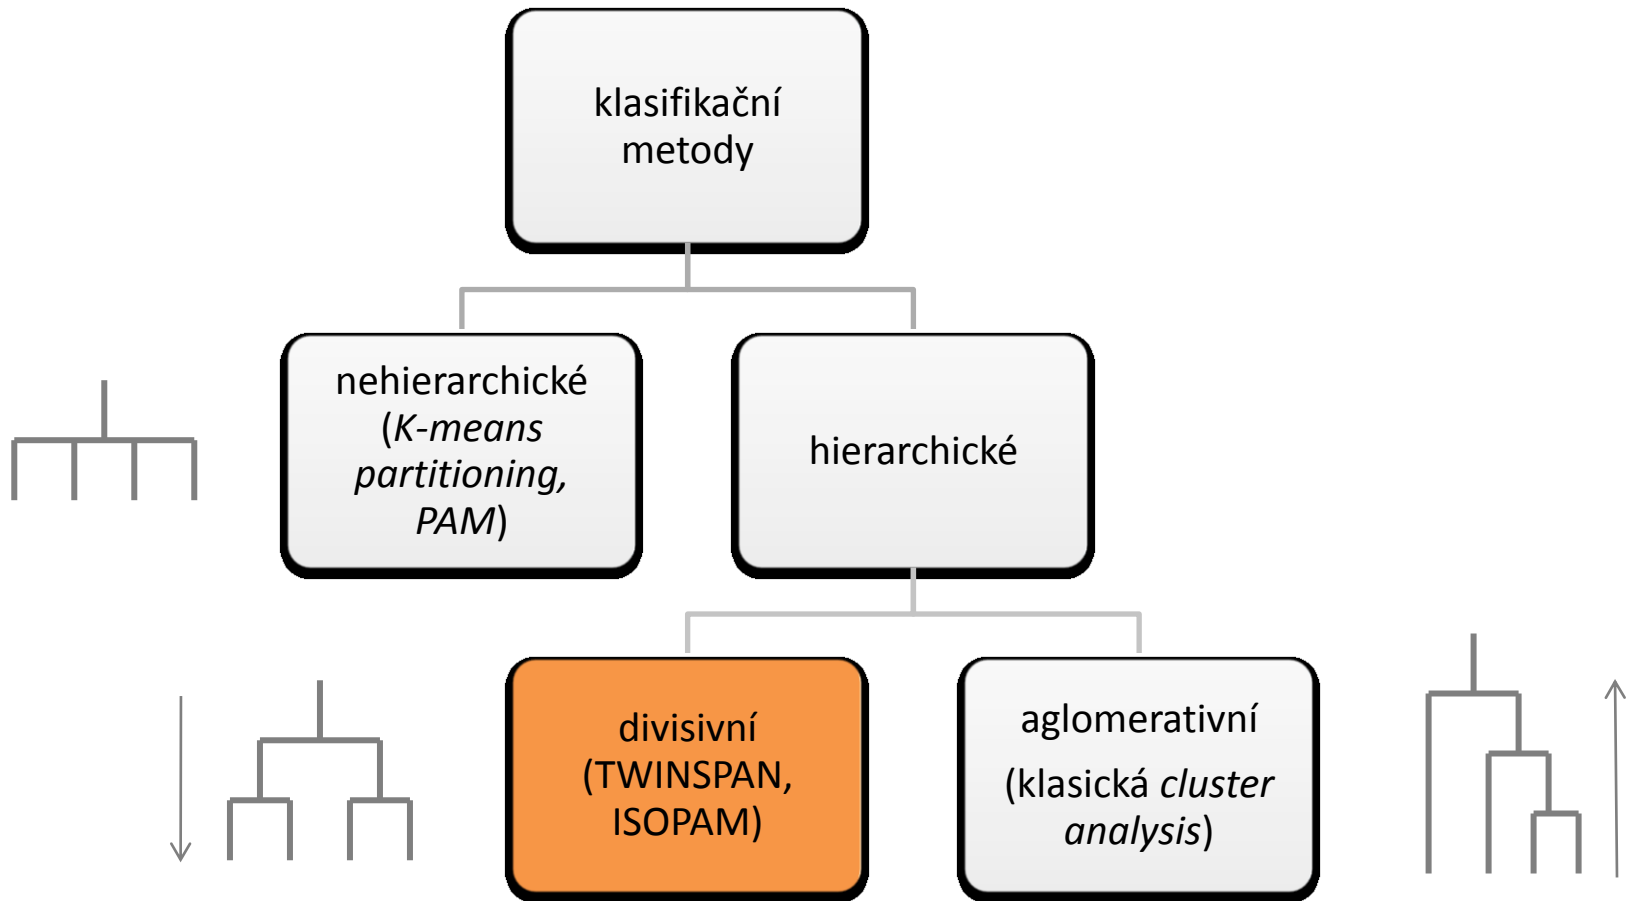 klasifikační
metody
nehierarchické
(K-means
partitioning,
PAM)
hierarchické
divisivní
(TWINSPAN,
ISOPAM)
aglomerativní
(klasická cluster
analysis)